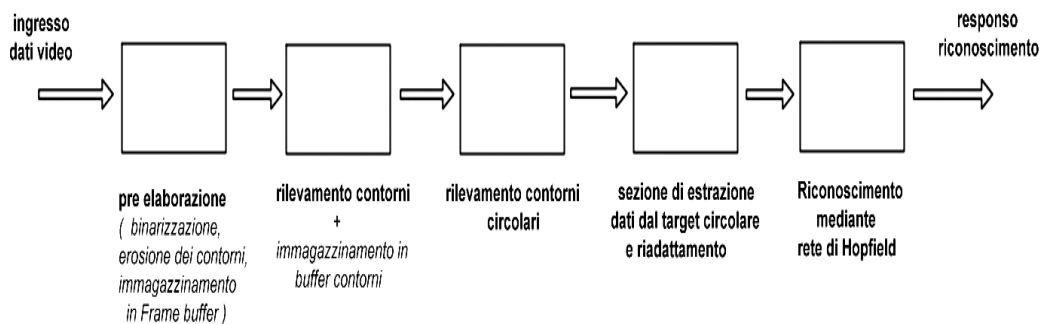 ingresso
dati video
responso
riconoscimento
pre elaborazione
( binarizzazione,
erosione dei contorni,
immagazzinamento
in Frame buffer )
rilevamento contorni
+
immagazzinamento in
buffer contorni
rilevamento contorni
circolari
sezione di estrazione
dati dal target circolare
e riadattamento
Riconoscimento
mediante
rete di Hopfield